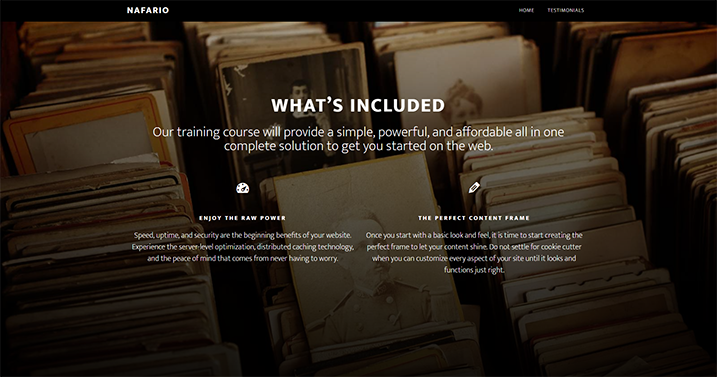 NAFARIO
HOME TESTIMONIALS
WHAT'S INCLUDED
Our training course will provide a simple, powerful, and affordable all in one
complete solution to get you started on the web.
ENJOY THE RAW POWER
Speed, uptime, and security are the beginning benefits of your website.
Experience the server-level optimization, distributed caching technology,
and the peace of mind that comes from never having to worry.
THE PERFECT CONTENT FRAME
Once you start with a basic look and feel, it is time to start creating the
perfect frame to let your content shine. Do not settle for cookie cutter
when you can customize every aspect of your site until it looks and
functions just right.